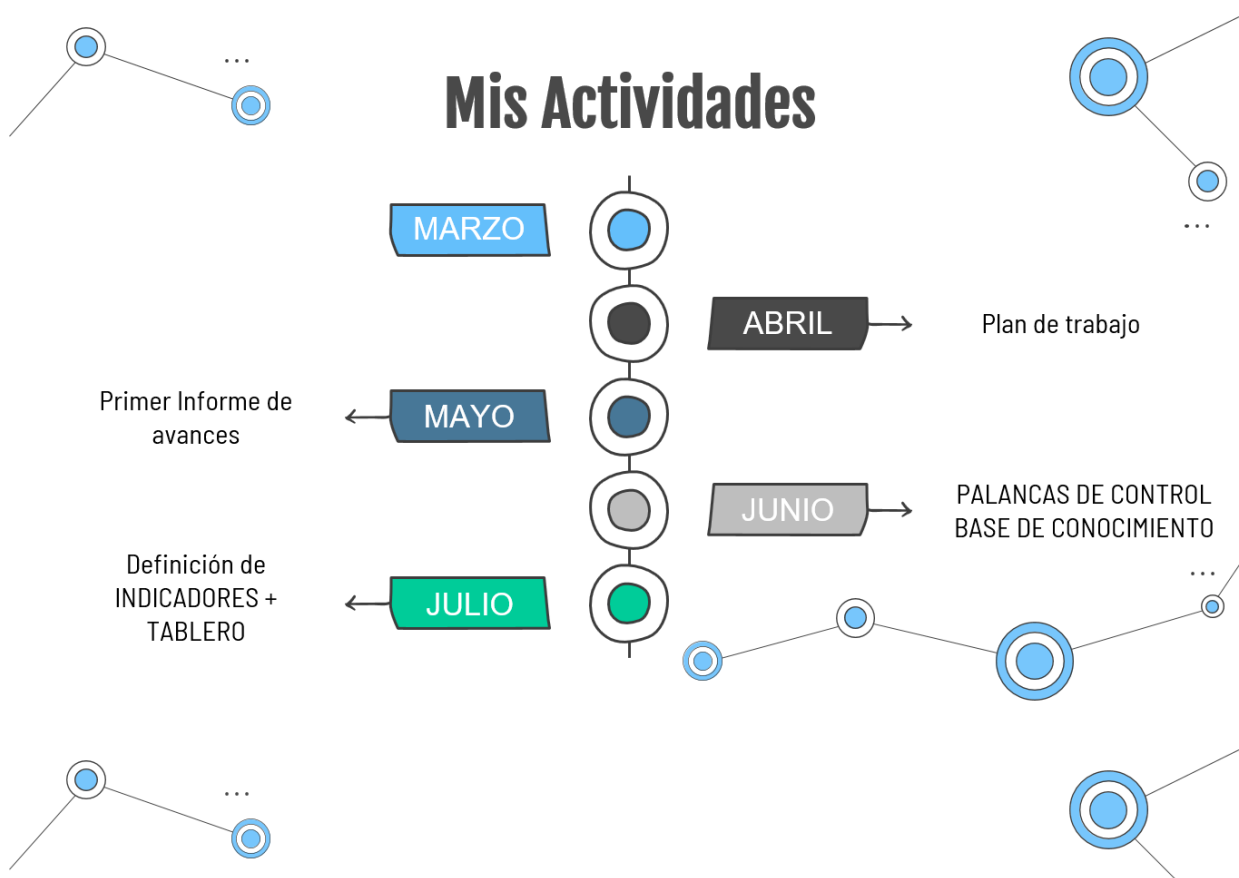 Mis Actividades
MARZO
ABRIL
Plan de trabajo
Primer Informe de
avances
MAYO
JUNIO
PALANCAS DE CONTROL
BASE DE CONOCIMIENTO
Definición de
INDICADORES +
TABLERO
JULIO